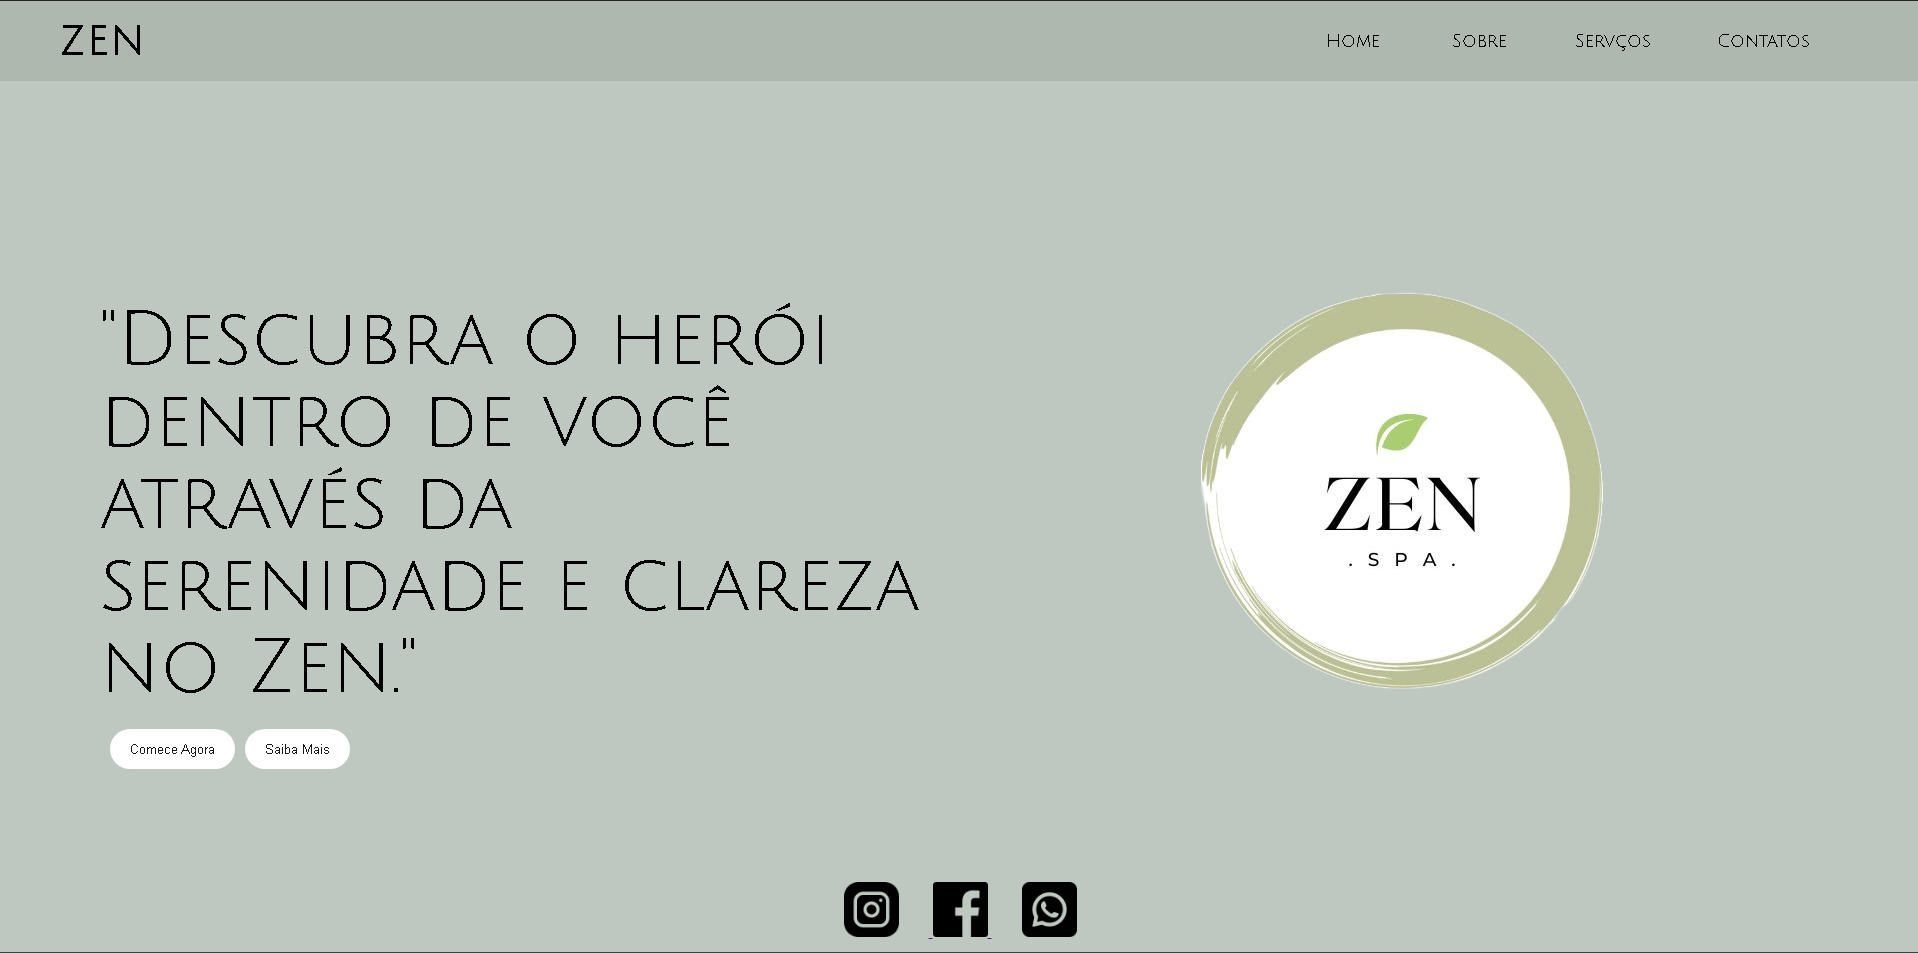 ZEN
Home
Sobre
Servços
Contatos
"Descubra o herói
dentro de você
através da
serenidade e clareza
no Zen."
ZEN
. S P A .
Comece Agora
Saiba Mais